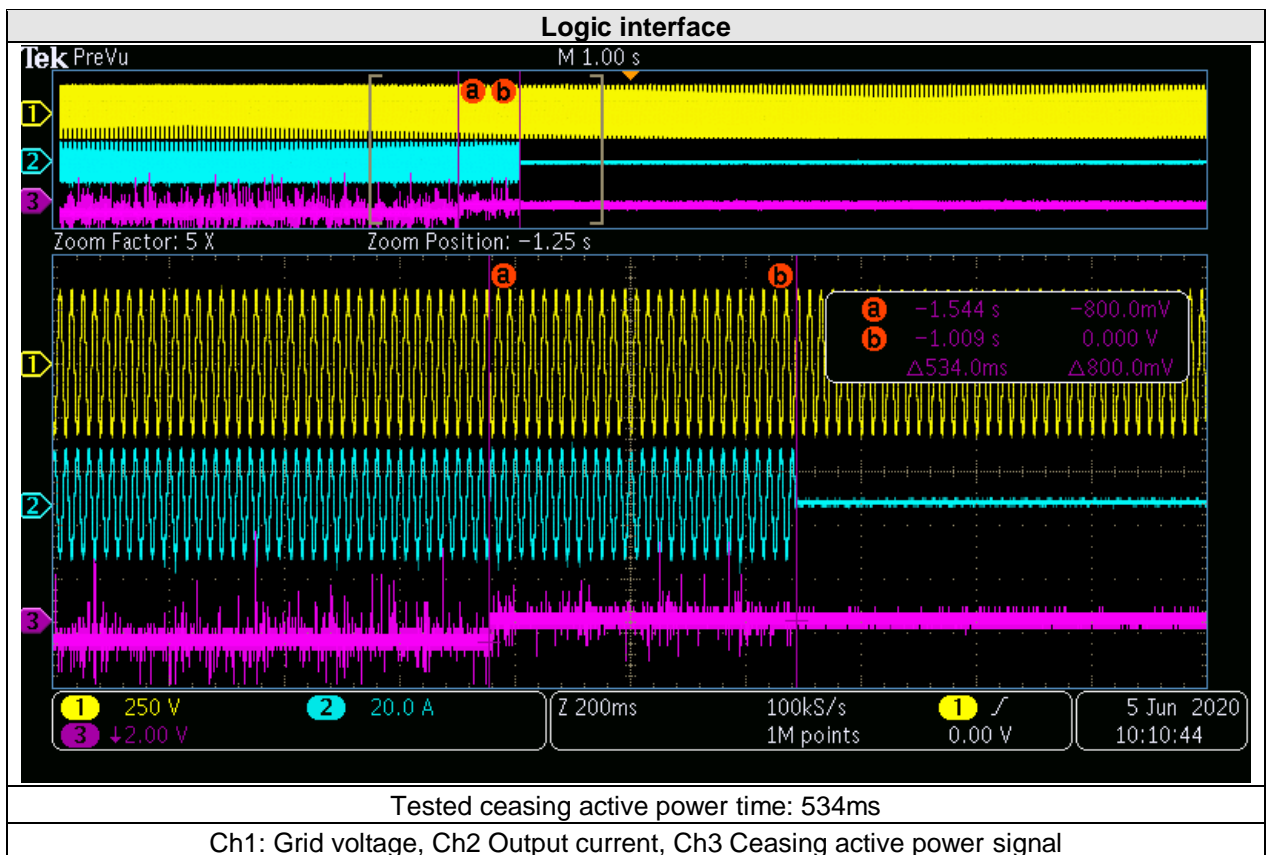 Logic interface
Tek PreVu M 1.00 s
a b
1
2
3
Zoom Factor: 5 X Zoom Position: −1.25 s
a b
a −1.544 s −800.0mV
b −1.009 s 0.000 V
△534.0ms △800.0mV
1
2
3
1 250 V 2 20.0 A Z 200ms 100kS/s 1 5 Jun 2020
3 ↓2.00 V 1M points 0.00 V 10:10:44
Tested ceasing active power time: 534ms
Ch1: Grid voltage, Ch2 Output current, Ch3 Ceasing active power signal